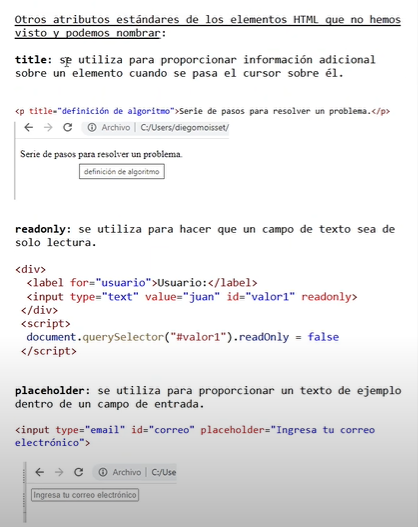 Otros atributos estándares de los elementos HTML que no hemos
visto y podemos nombrar:
title: se utiliza para proporcionar información adicional
sobre un elemento cuando se pasa el cursor sobre él.
<p title="definición de algoritmo">Serie de pasos para resolver un problema.</p>
Archivo | C:/Users/diegomoisset/
Serie de pasos para resolver un problema.
definición de algoritmo
readonly: se utiliza para hacer que un campo de texto sea de
solo lectura.
<div>
<label for="usuario">Usuario:</label>
<input type="text" value="juan" id="valor1" readonly>
</div>
<script>
document.querySelector("#valor1").readOnly = false
</script>
placeholder: se utiliza para proporcionar un texto de ejemplo
dentro de un campo de entrada.
<input type="email" id="correo" placeholder="Ingresa tu correo
electrónico">
Archivo | C:/Use
Ingresa tu correo electrónico